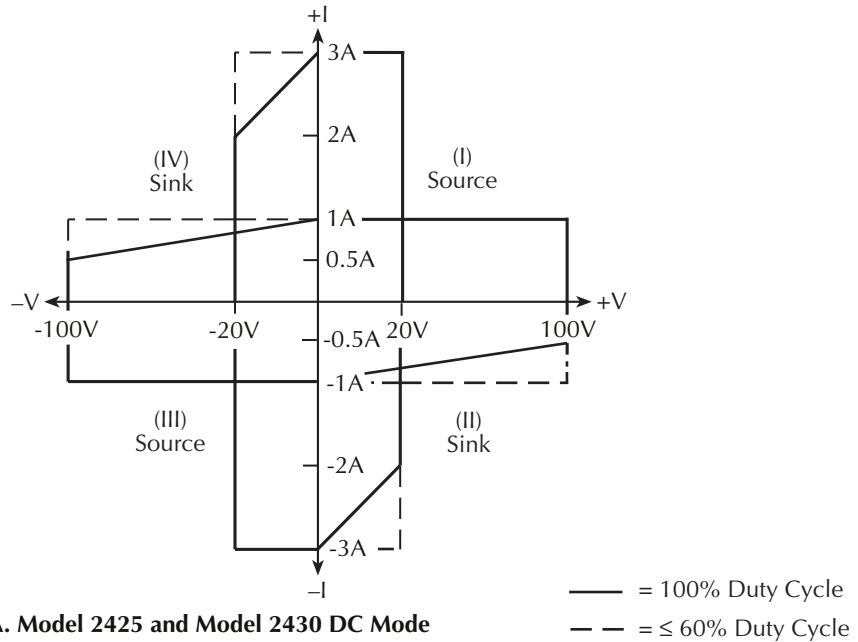 +I
3A
2A
(IV)
Sink
(I)
Source
1A
0.5A
–V
+V
-100V
-20V
20V
100V
-0.5A
-1A
(III)
Source
(II)
Sink
-2A
-3A
–I
= 100% Duty Cycle
A. Model 2425 and Model 2430 DC Mode
= ≤ 60% Duty Cycle